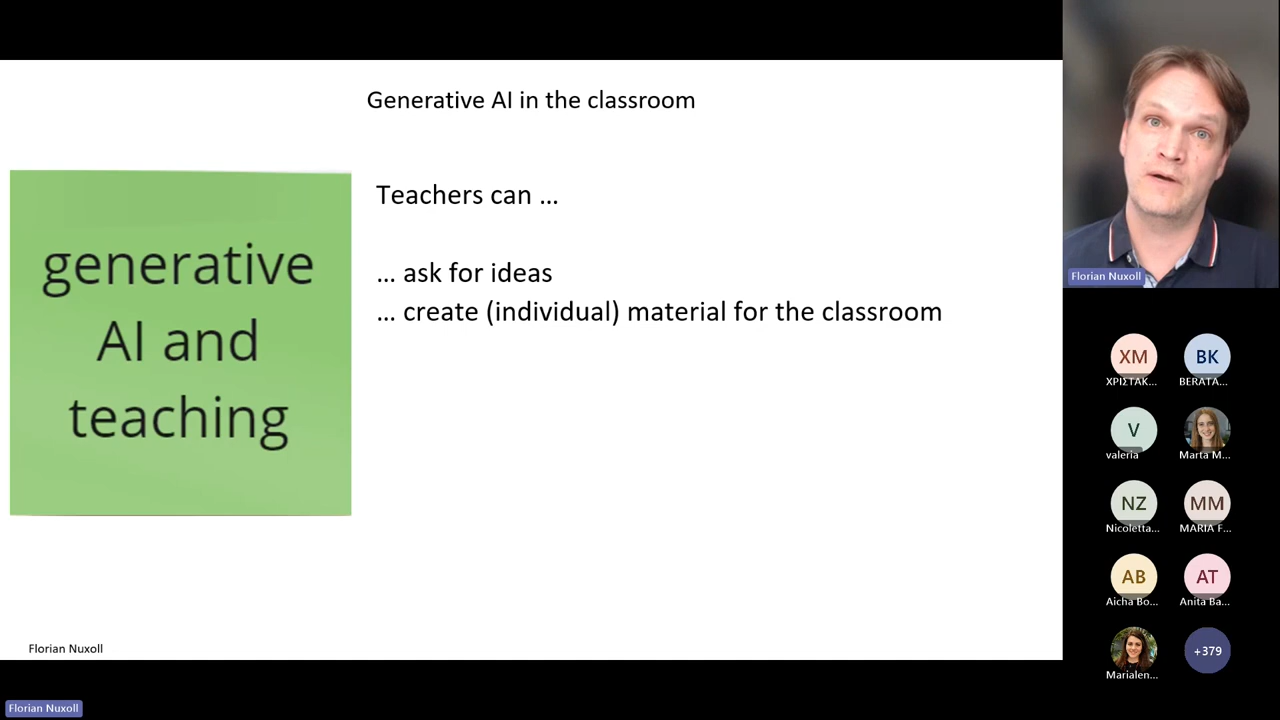 Generative AI in the classroom
generative
AI and
teaching
Teachers can ...
... ask for ideas
... create (individual) material for the classroom
Florian Nuxoll
Florian Nuxoll
Florian Nuxoll
XM
ΧΡΙΣΤΑΚ...
BK
BERATA...
V
valeria
Marta M...
NZ
Nicoletta...
MM
MARIA F...
AB
Aicha Bo...
AT
Anita Ba...
Marialen...
+379